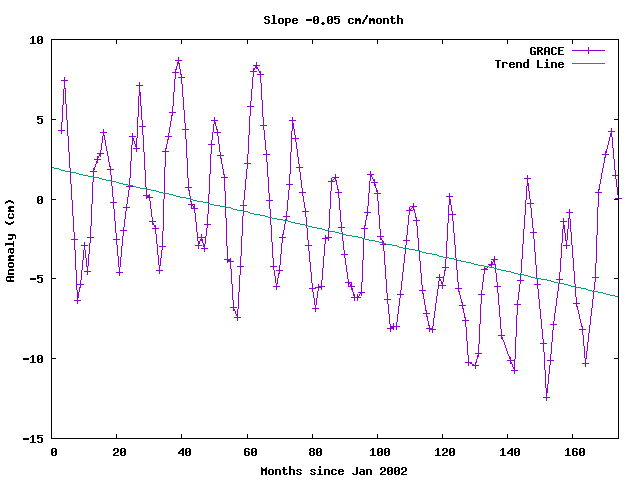 Slope -0.05 cm/month
GRACE
Trend Line
10
5
0
-5
-10
-15
Anomaly (cm)
0 20 40 60 80 100 120 140 160
Months since Jan 2002